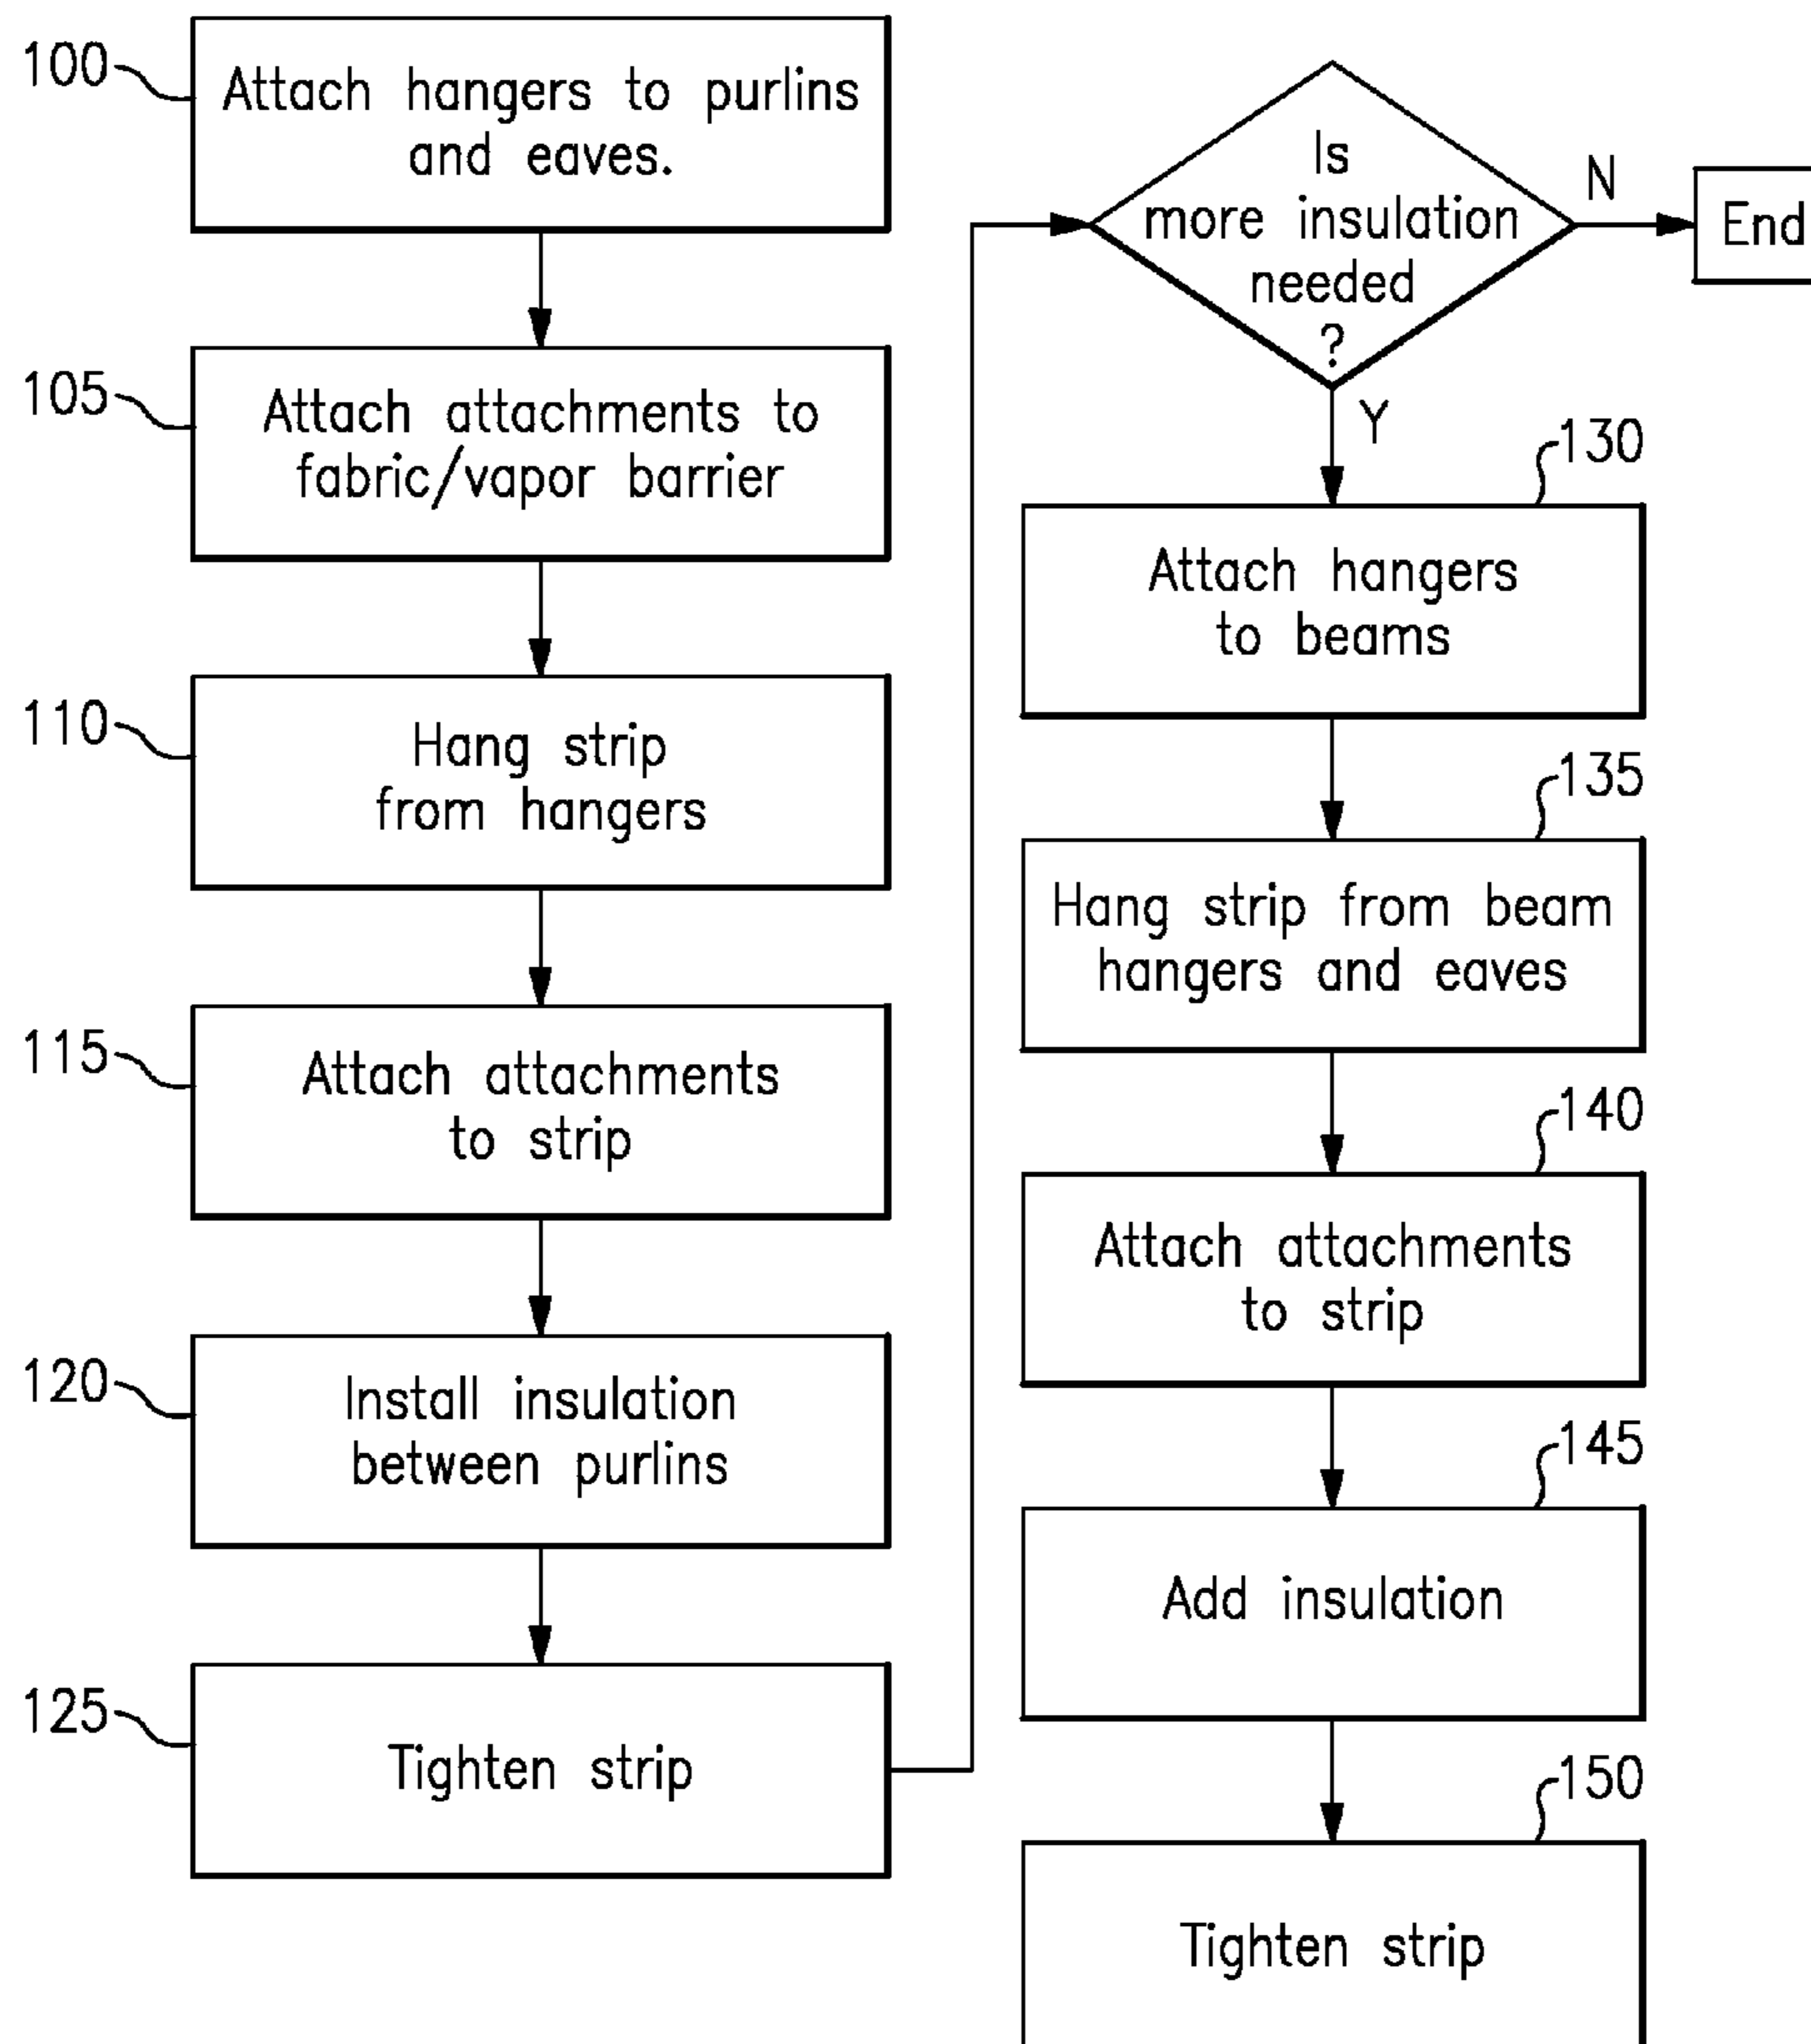 100
Attach hangers to purlins
and eaves.
105
Attach attachments to
fabric/vapor barrier
110
Hang strip
from hangers
115
Attach attachments
to strip
120
Install insulation
between purlins
125
Tighten strip
Is
more insulation
needed
?
N
End
Y
130
Attach hangers
to beams
135
Hang strip from beam
hangers and eaves
140
Attach attachments
to strip
145
Add insulation
150
Tighten strip